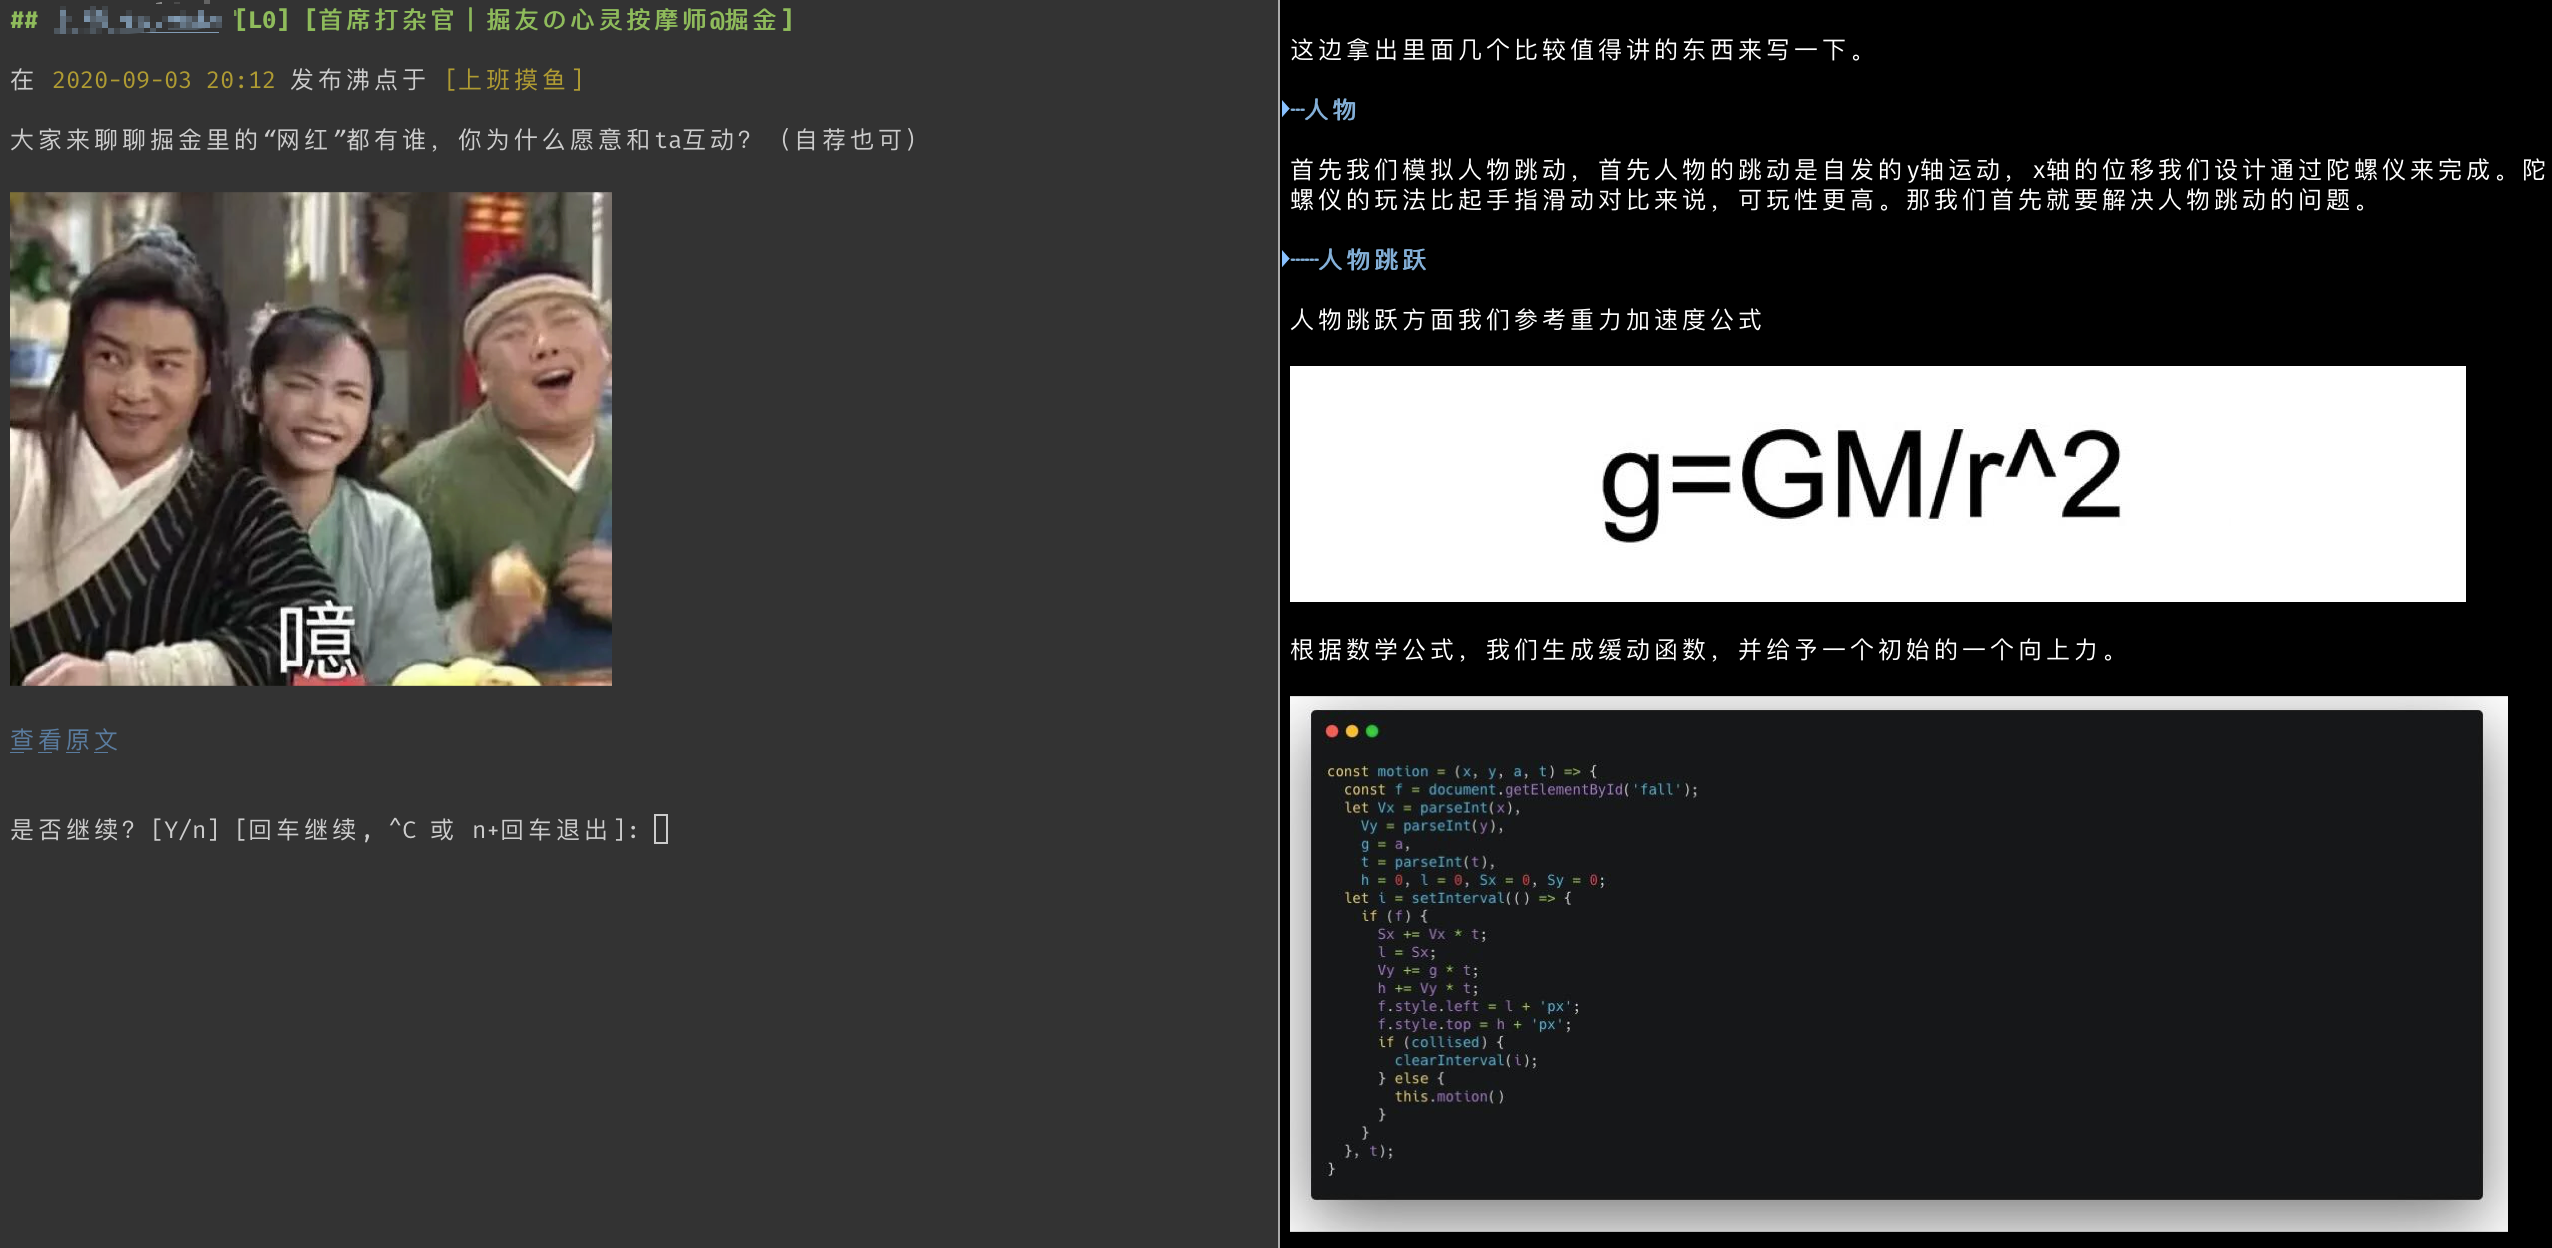 ## [L0] [首席打杂官 | 掘友の心灵按摩师@掘金]
在 2020-09-03 20:12 发布沸点于 [上班摸鱼]
大家来聊聊掘金里的“网红”都有谁，你为什么愿意和ta互动？（自荐也可）
噫
查看原文
是否继续？[Y/n] [回车继续, ^C 或 n+回车退出]:
这边拿出里面几个比较值得讲的东西来写一下。
人物
首先我们模拟人物跳动，首先人物的跳动是自发的y轴运动，x轴的位移我们设计通过陀螺仪来完成。陀
螺仪的玩法比起手指滑动对比来说，可玩性更高。那我们首先就要解决人物跳动的问题。
人物跳跃
人物跳跃方面我们参考重力加速度公式
g=GM/r^2
根据数学公式，我们生成缓动函数，并给予一个初始的一个向上力。
const motion = (x, y, a, t) => {
const f = document.getElementById('fall');
let Vx = parseInt(x),
Vy = parseInt(y),
g = a,
t = parseInt(t),
h = 0, l = 0, Sx = 0, Sy = 0;
let i = setInterval(() => {
if (f) {
Sx += Vx * t;
l = Sx;
Vy += g * t;
h += Vy * t;
f.style.left = l + 'px';
f.style.top = h + 'px';
if (collised) {
clearInterval(i);
} else {
this.motion()
}
}
}, t);
}